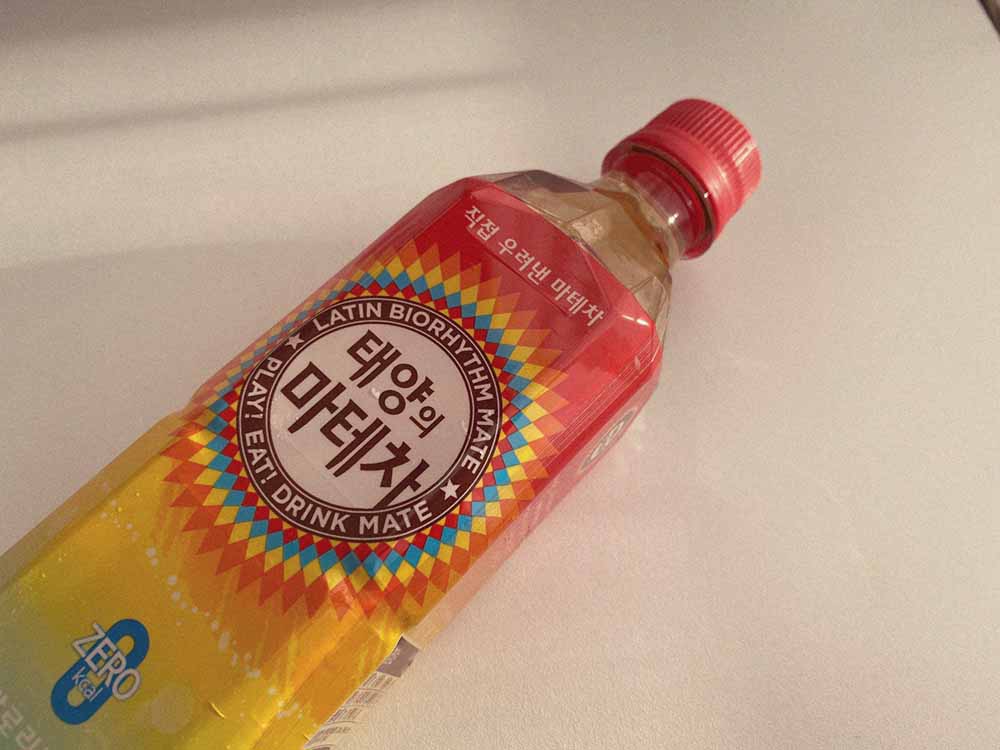 직접 우려낸 마테차
LATIN BIORHYTHM MATE
태양의
마테차
PLAY! EAT! DRINK MATE
ZERO
kcal